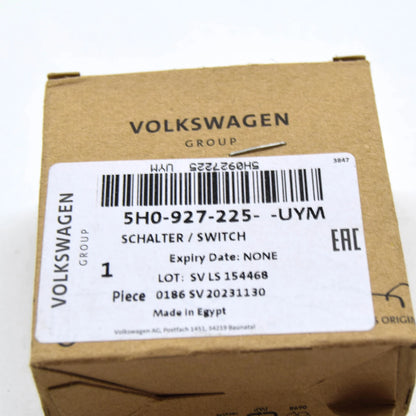 VOLKSWAGEN
GROUP
3847
5H0927225 UYM
5H0-927-225- -UYM
SCHALTER / SWITCH
EAC
Expiry Date: NONE
1
LOT: SV LS 154468
Piece 0186 SV 20231130
Made in Egypt
Volkswagen AG, Postfach 1451, 34219 Baunatal
VOLKSWAGEN
GROUP
S ORIGIN